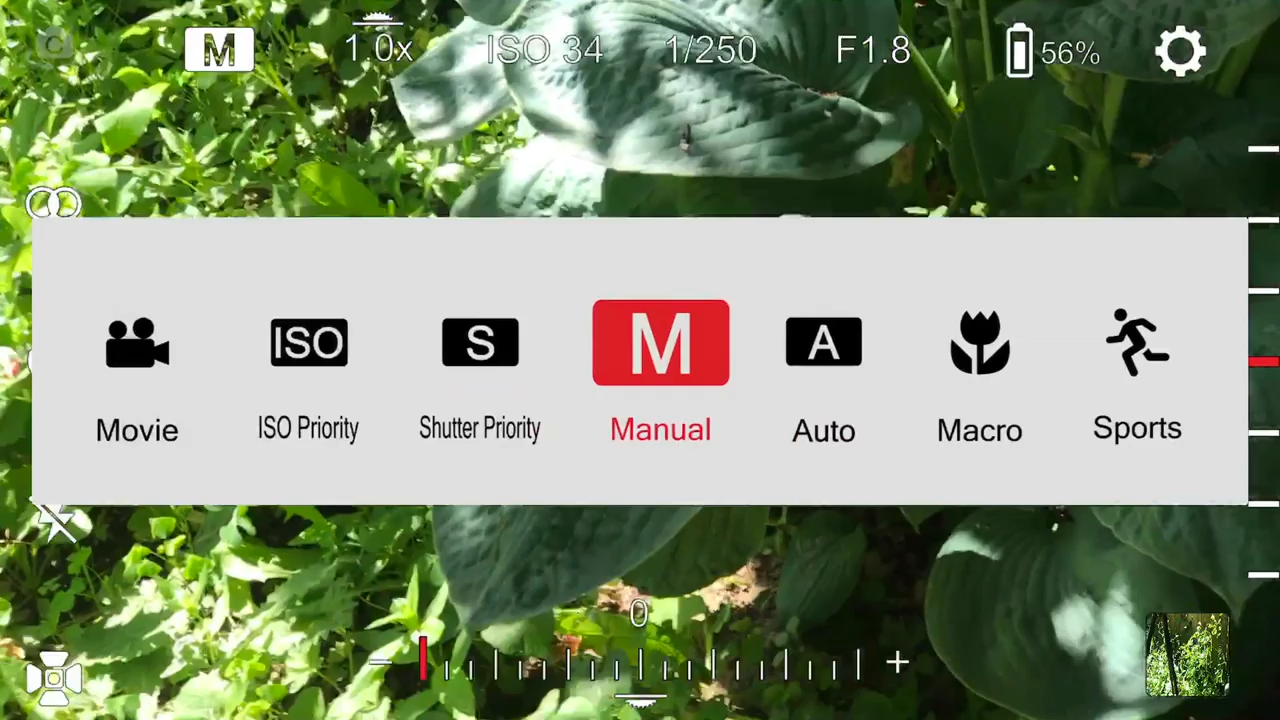 M 1.0x ISO 34 1/250 F1.8 56%
ISO S M A
Movie ISO Priority Shutter Priority Manual Auto Macro Sports
0
− +